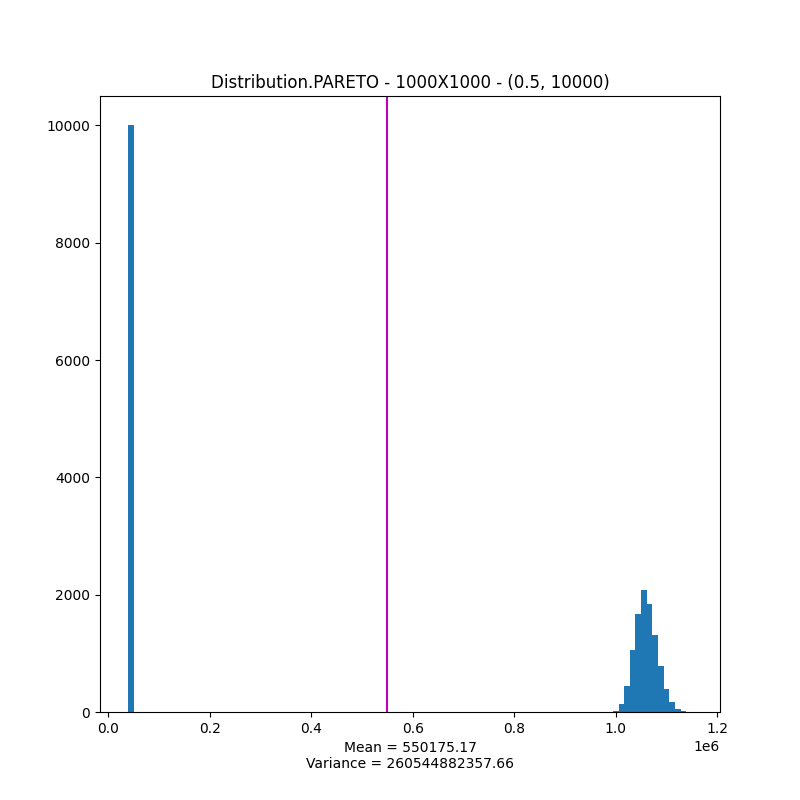 Distribution.PARETO - 1000X1000 - (0.5, 10000)
10000
8000
6000
4000
2000
0
0.0 0.2 0.4 0.6 0.8 1.0 1.2
1e6
Mean = 550175.17
Variance = 260544882357.66